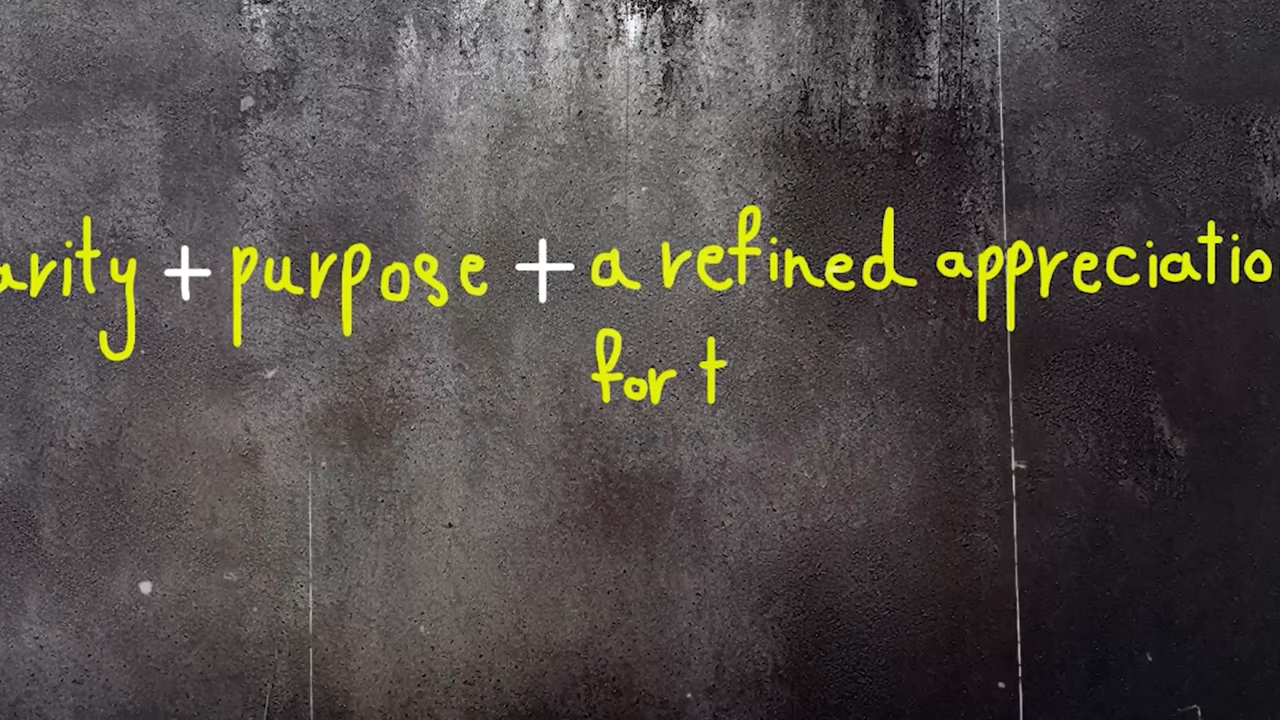 arity + purpose + a refined appreciatio
for t